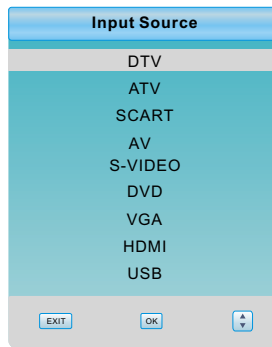 Input Source
DTV
ATV
SCART
AV
S-VIDEO
DVD
VGA
HDMI
USB
EXIT OK